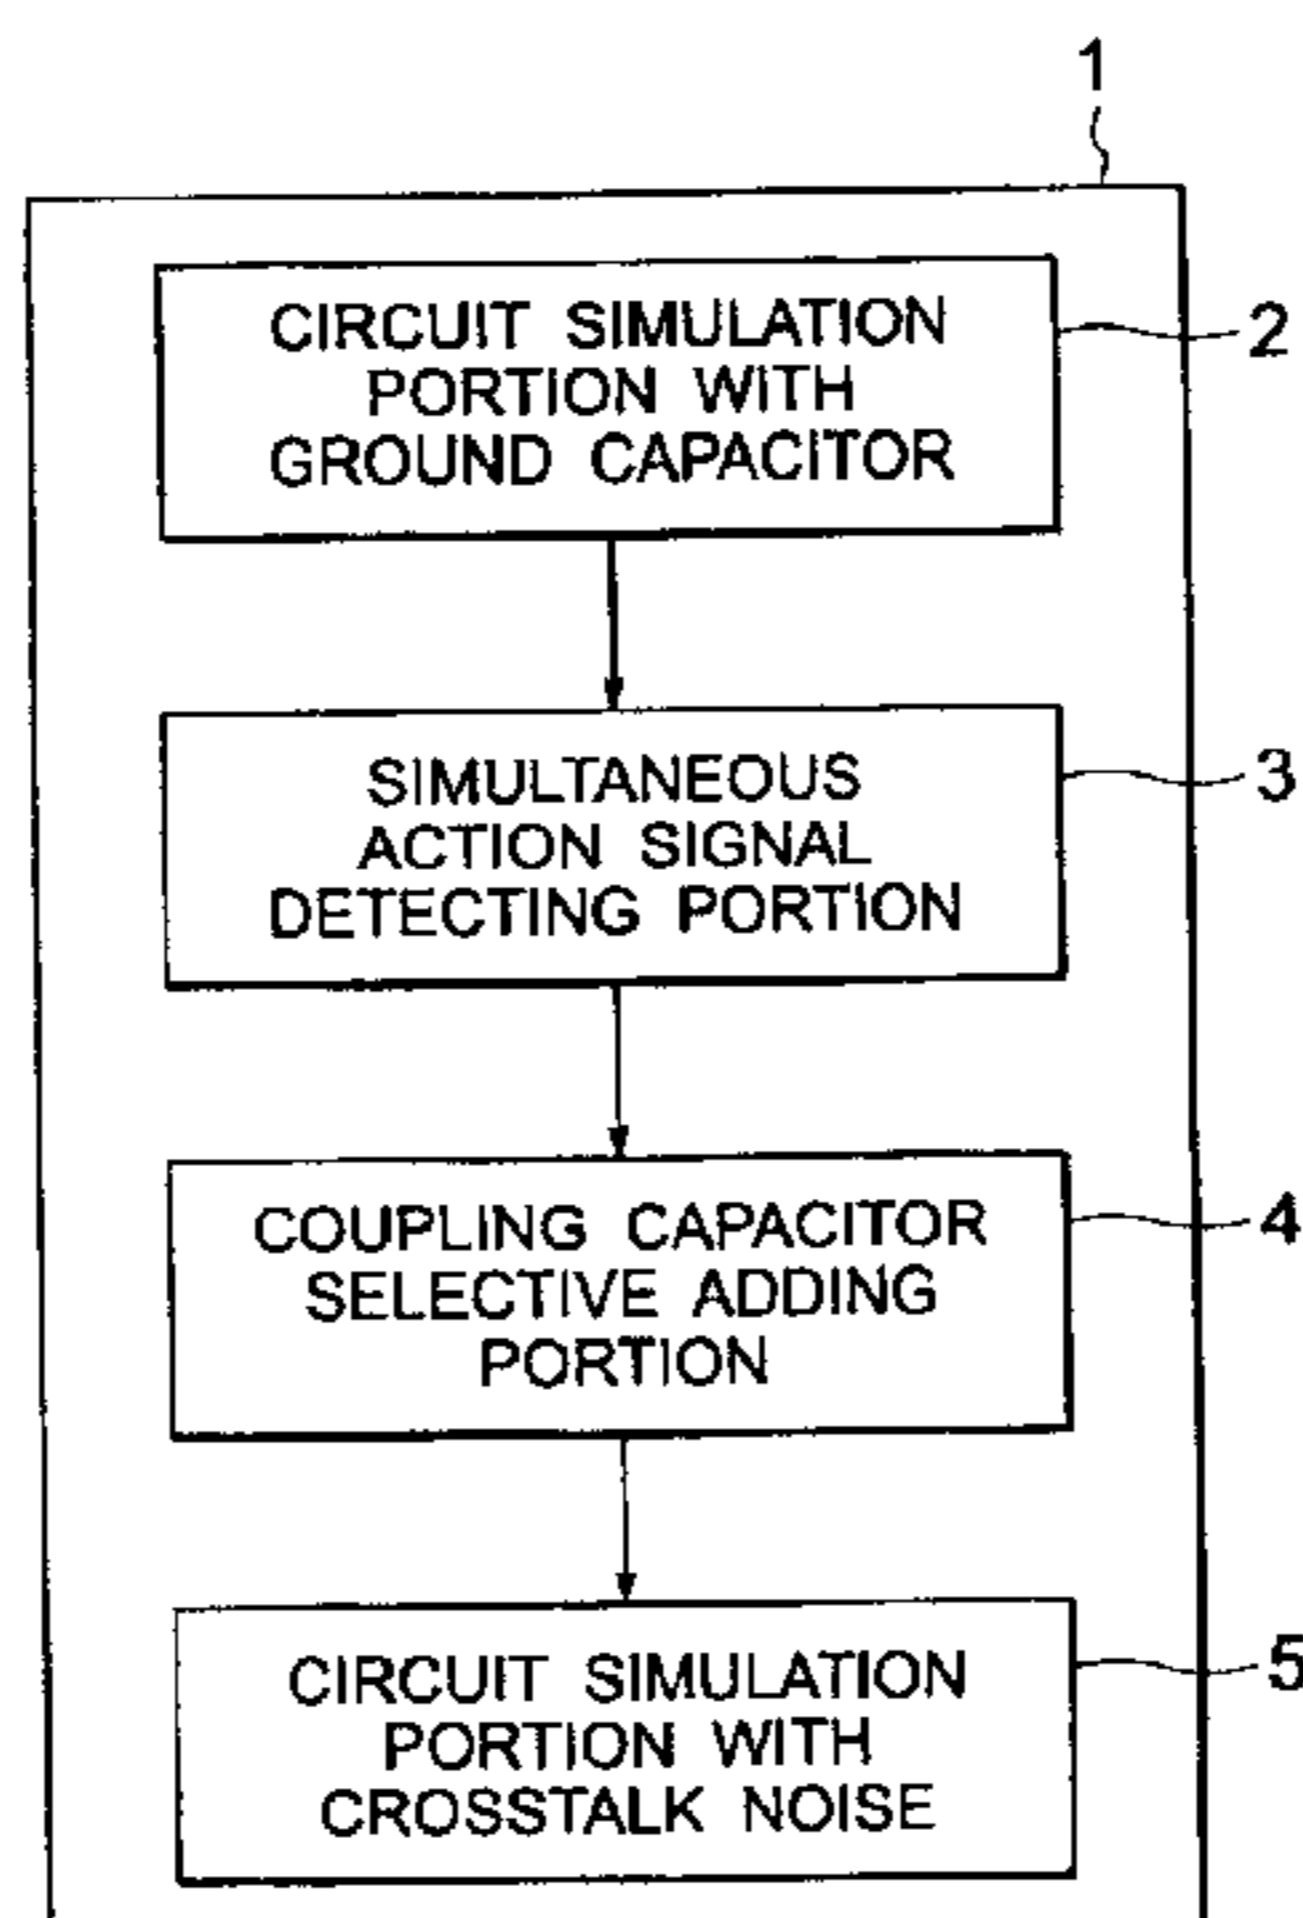 1
CIRCUIT SIMULATION
PORTION WITH
GROUND CAPACITOR
2
SIMULTANEOUS
ACTION SIGNAL
DETECTING PORTION
3
COUPLING CAPACITOR
SELECTIVE ADDING
PORTION
4
CIRCUIT SIMULATION
PORTION WITH
CROSSTALK NOISE
5